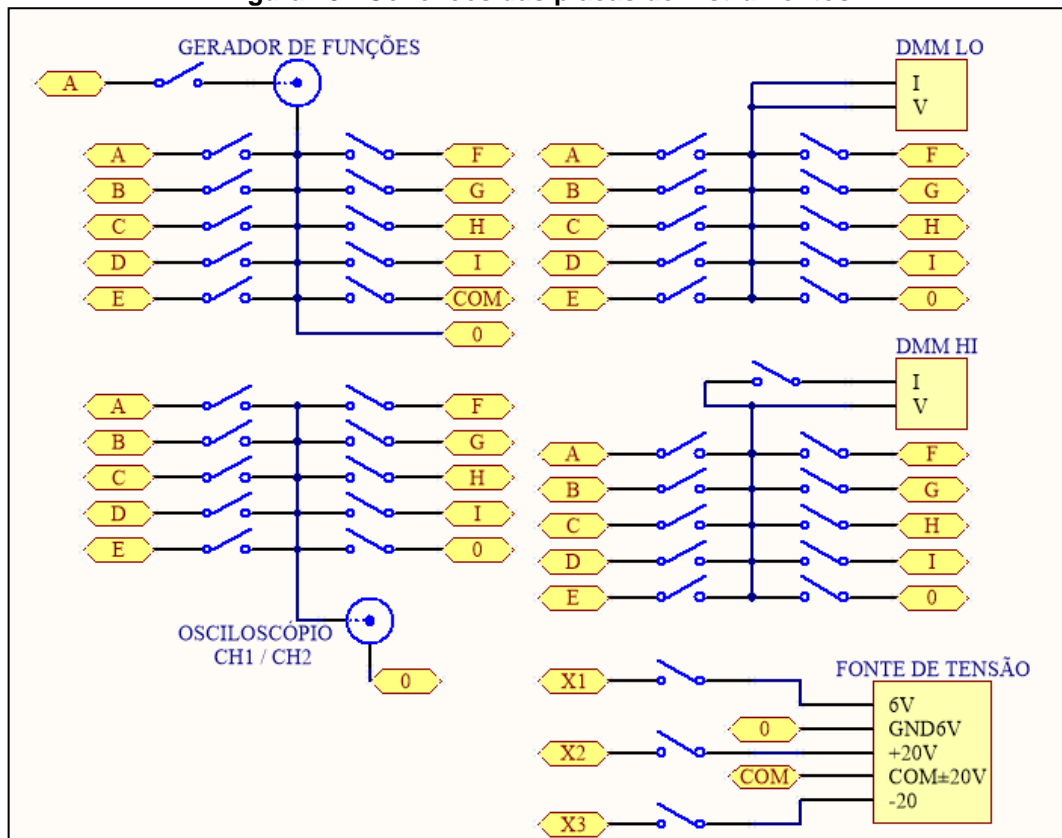 GERADOR DE FUNÇÕES
A
A
F
B
G
C
H
D
I
E
COM
0
DMM LO
I
V
A
F
B
G
C
H
D
I
E
0
A
F
B
G
C
H
D
I
E
0
OSCILOSCÓPIO
CH1 / CH2
0
DMM HI
I
V
A
F
B
G
C
H
D
I
E
0
FONTE DE TENSÃO
X1
6V
0
GND6V
X2
+20V
COM
COM±20V
X3
-20